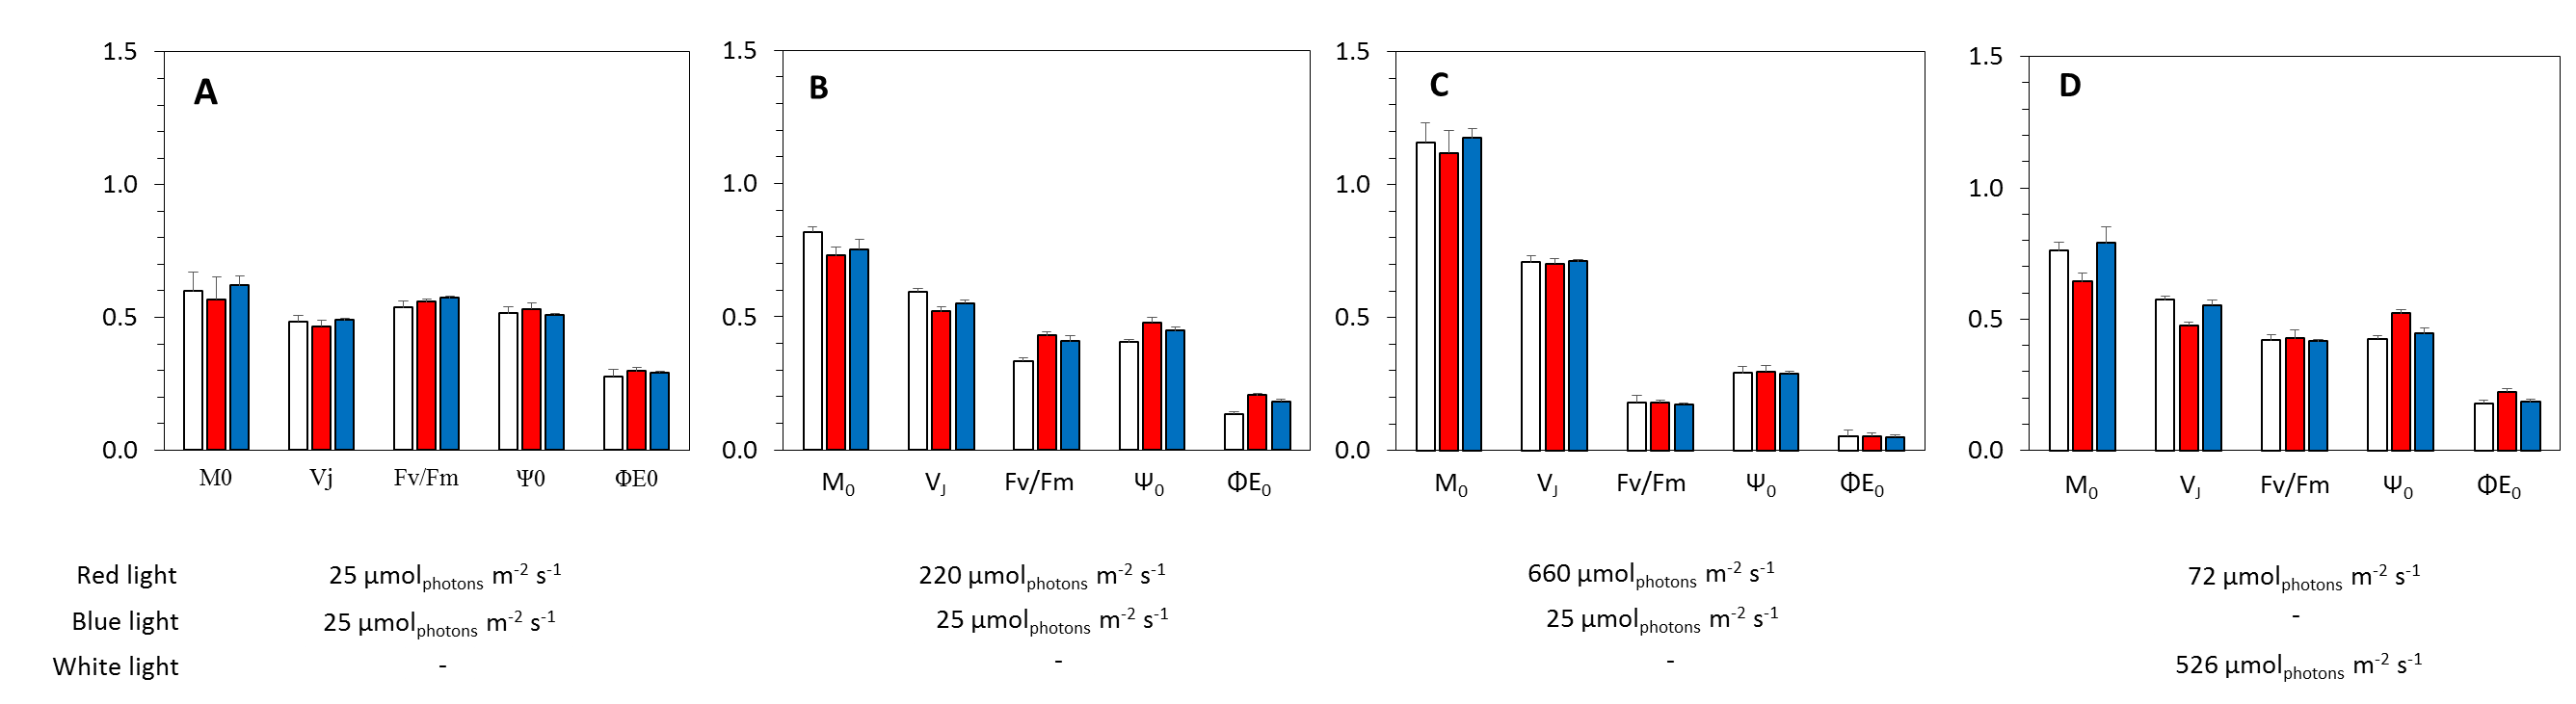 A
1.5
1.0
0.5
0.0
M0 Vj Fv/Fm Ψ0 ΦE0
B
1.5
1.0
0.5
0.0
M₀ VJ Fv/Fm Ψ₀ ΦE₀
C
1.5
1.0
0.5
0.0
M₀ VJ Fv/Fm Ψ₀ ΦE₀
D
1.5
1.0
0.5
0.0
M₀ VJ Fv/Fm Ψ₀ ΦE₀
Red light 25 µmolphotons m⁻² s⁻¹ 220 µmolphotons m⁻² s⁻¹ 660 µmolphotons m⁻² s⁻¹ 72 µmolphotons m⁻² s⁻¹
Blue light 25 µmolphotons m⁻² s⁻¹ 25 µmolphotons m⁻² s⁻¹ 25 µmolphotons m⁻² s⁻¹ -
White light - - - 526 µmolphotons m⁻² s⁻¹